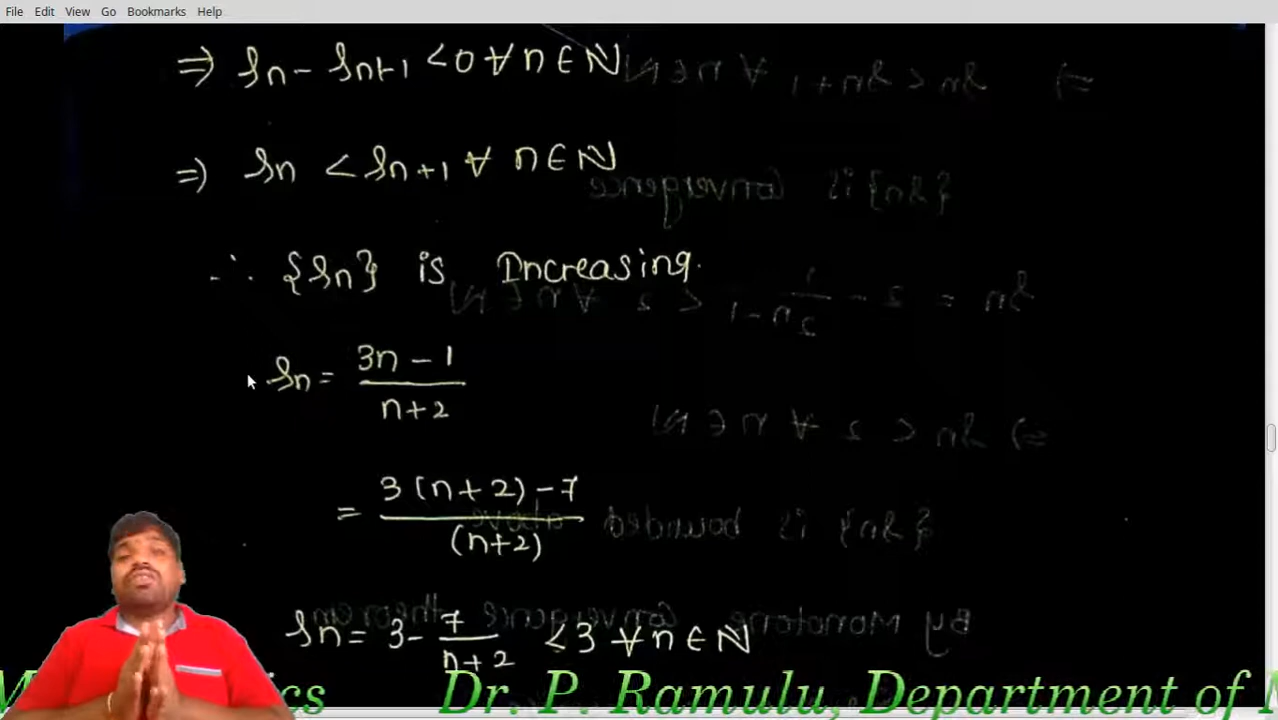 File Edit View Go Bookmarks Help
⇒ Sn - Sn+1 < 0 ∀ n ∈ ℕ
⇒ Sn < Sn+1 ∀ n ∈ ℕ
∴ {Sn} is Increasing.
Sn = (3n - 1)/(n+2)
= (3(n+2) - 7)/((n+2))
Sn = 3 - 7/(n+2) < 3 ∀ n ∈ ℕ
Dr. P. Ramulu, Department of